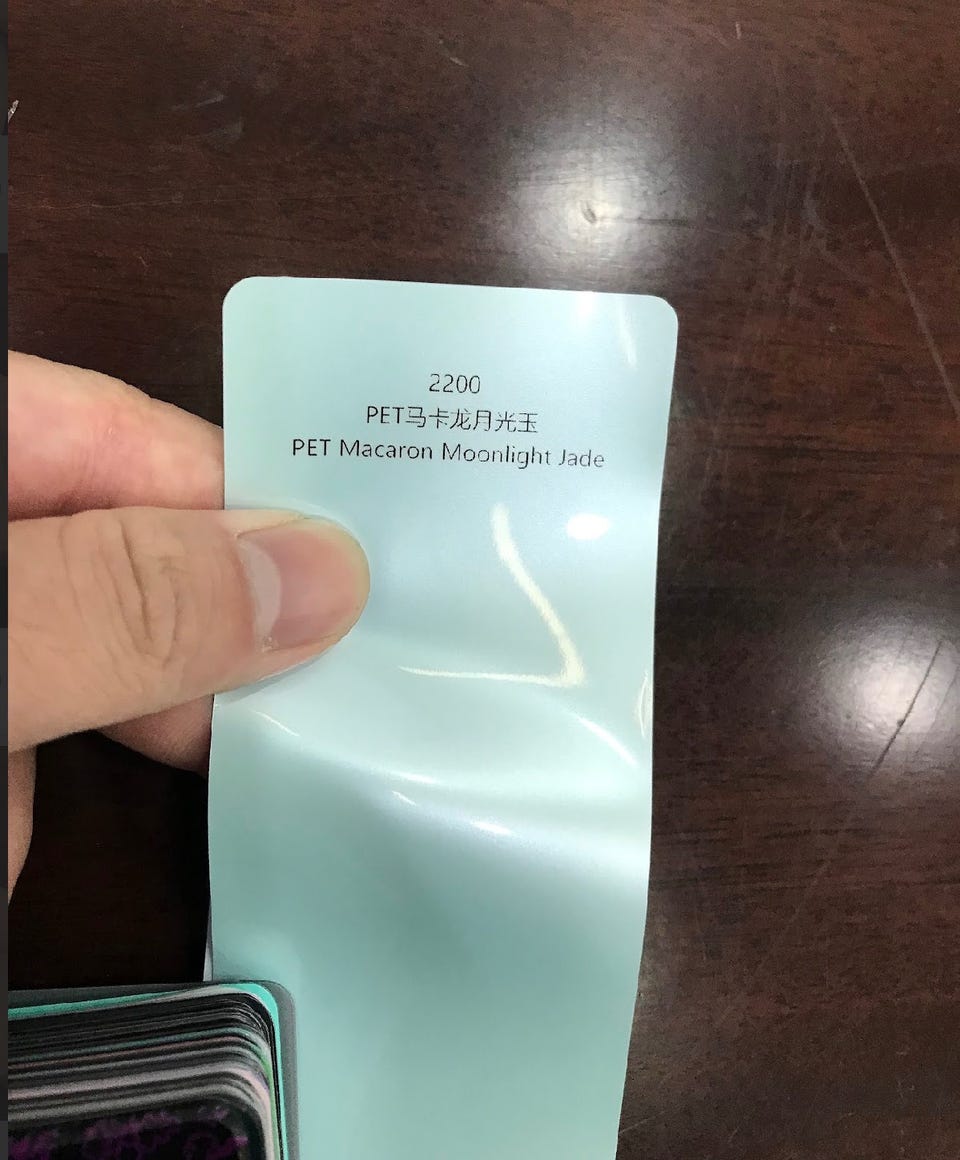 2200
PET马卡龙月光玉
PET Macaron Moonlight Jade